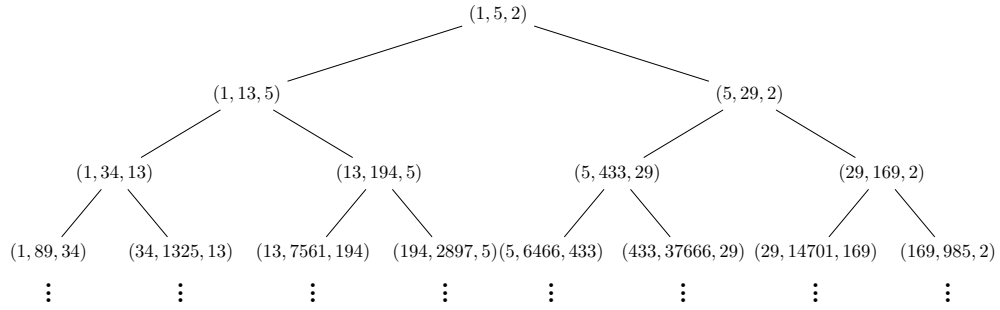 (1, 5, 2)
(1, 13, 5) (5, 29, 2)
(1, 34, 13) (13, 194, 5) (5, 433, 29) (29, 169, 2)
(1, 89, 34) (34, 1325, 13) (13, 7561, 194) (194, 2897, 5) (5, 6466, 433) (433, 37666, 29) (29, 14701, 169) (169, 985, 2)
⋮ ⋮ ⋮ ⋮ ⋮ ⋮ ⋮ ⋮